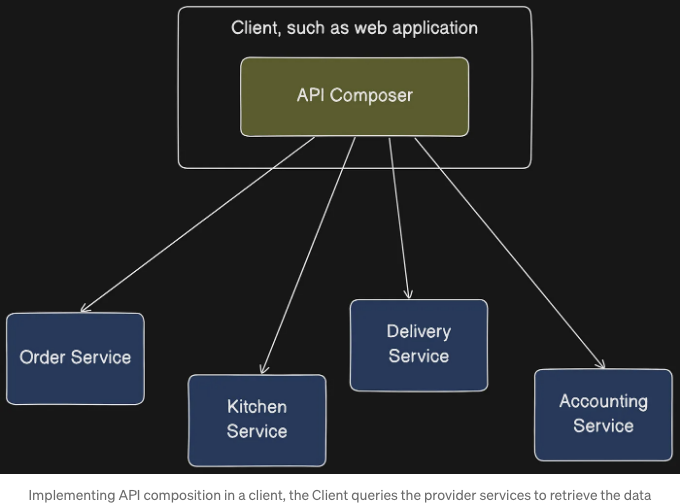 Client, such as web application
API Composer
Order Service
Kitchen
Service
Delivery
Service
Accounting
Service
Implementing API composition in a client, the Client queries the provider services to retrieve the data